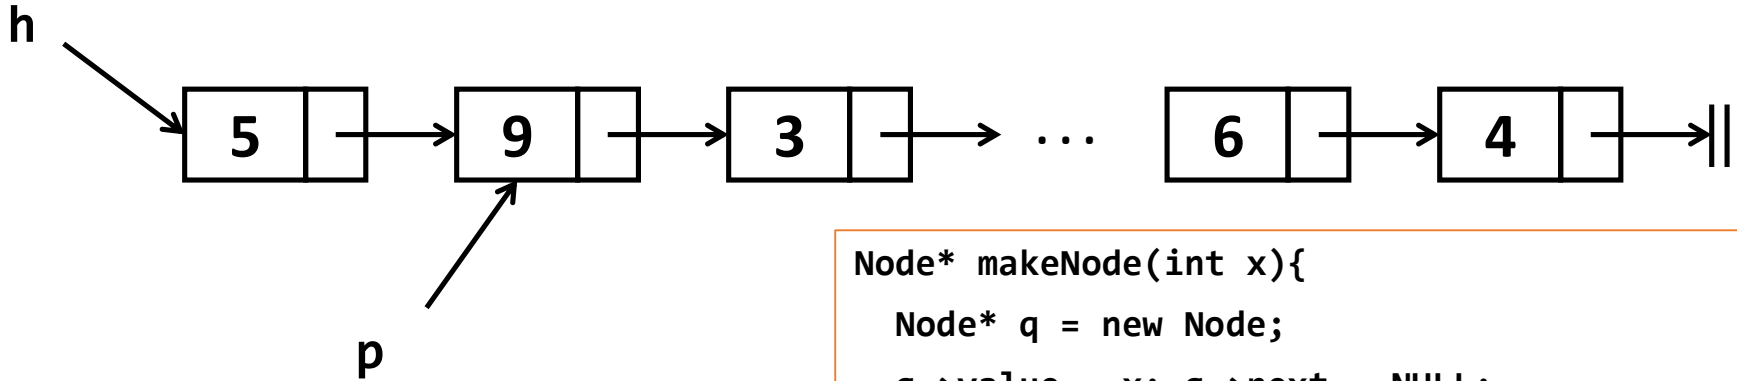 h
5 9 3 ... 6 4
p
Node* makeNode(int x){
Node* q = new Node;